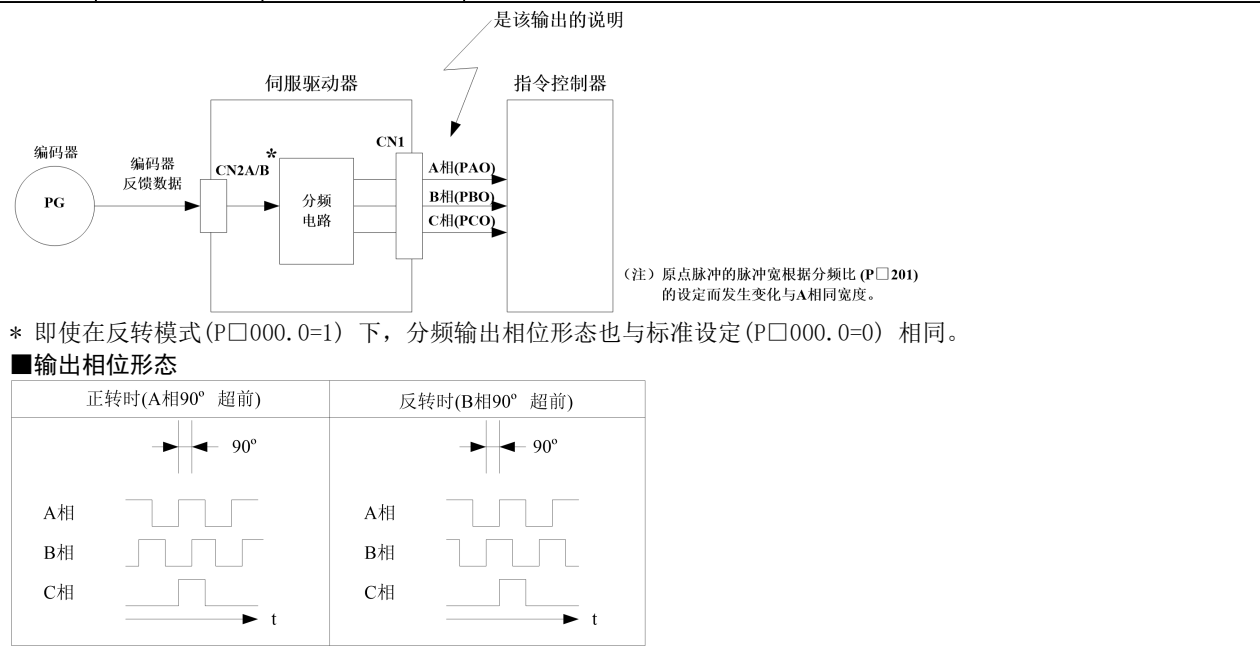 是该输出的说明
伺服驱动器
指令控制器
编码器
PG
编码器
反馈数据
CN2A/B
*
分频
电路
CN1
A相(PAO)
B相(PBO)
C相(PCO)
（注）原点脉冲的脉冲宽根据分频比 (P□201)
的设定而发生变化与A相同宽度。
* 即使在反转模式(P□000.0=1) 下，分频输出相位形态也与标准设定(P□000.0=0) 相同。
■输出相位形态
正转时(A相90° 超前)
反转时(B相90° 超前)
90°
A相
B相
C相
t
90°
A相
B相
C相
t